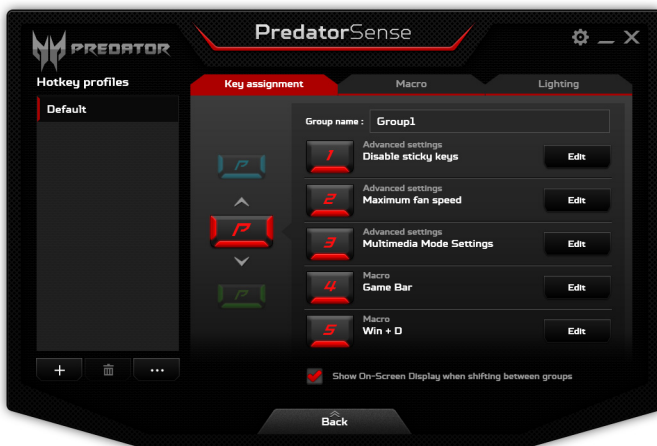 PREDATOR
PredatorSense
Hotkey profiles
Default
Key assignment
Macro
Lighting
Group name :
Group1
1
Advanced settings
Disable sticky keys
Edit
2
Advanced settings
Maximum fan speed
Edit
3
Advanced settings
Multimedia Mode Settings
Edit
4
Macro
Game Bar
Edit
5
Macro
Win + D
Edit
P
P
P
Show On-Screen Display when shifting between groups
Back